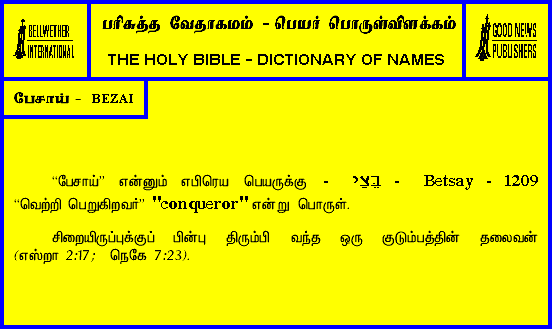 BELLWETHER
INTERNATIONAL
பரிசுத்த வேதாகமம் - பெயர் பொருள்விளக்கம்
THE HOLY BIBLE - DICTIONARY OF NAMES
GOOD NEWS
PUBLISHERS
பேசாய் - BEZAI
“பேசாய்” என்னும் எபிரெய பெயருக்கு - בֵּצַי - Betsay - 1209
“வெற்றி பெறுகிறவர்” "conqueror" என்று பொருள்.
சிறையிருப்புக்குப் பின்பு திரும்பி வந்த ஒரு குடும்பத்தின் தலைவன்
(எஸ்றா 2:17; நெகே 7:23).